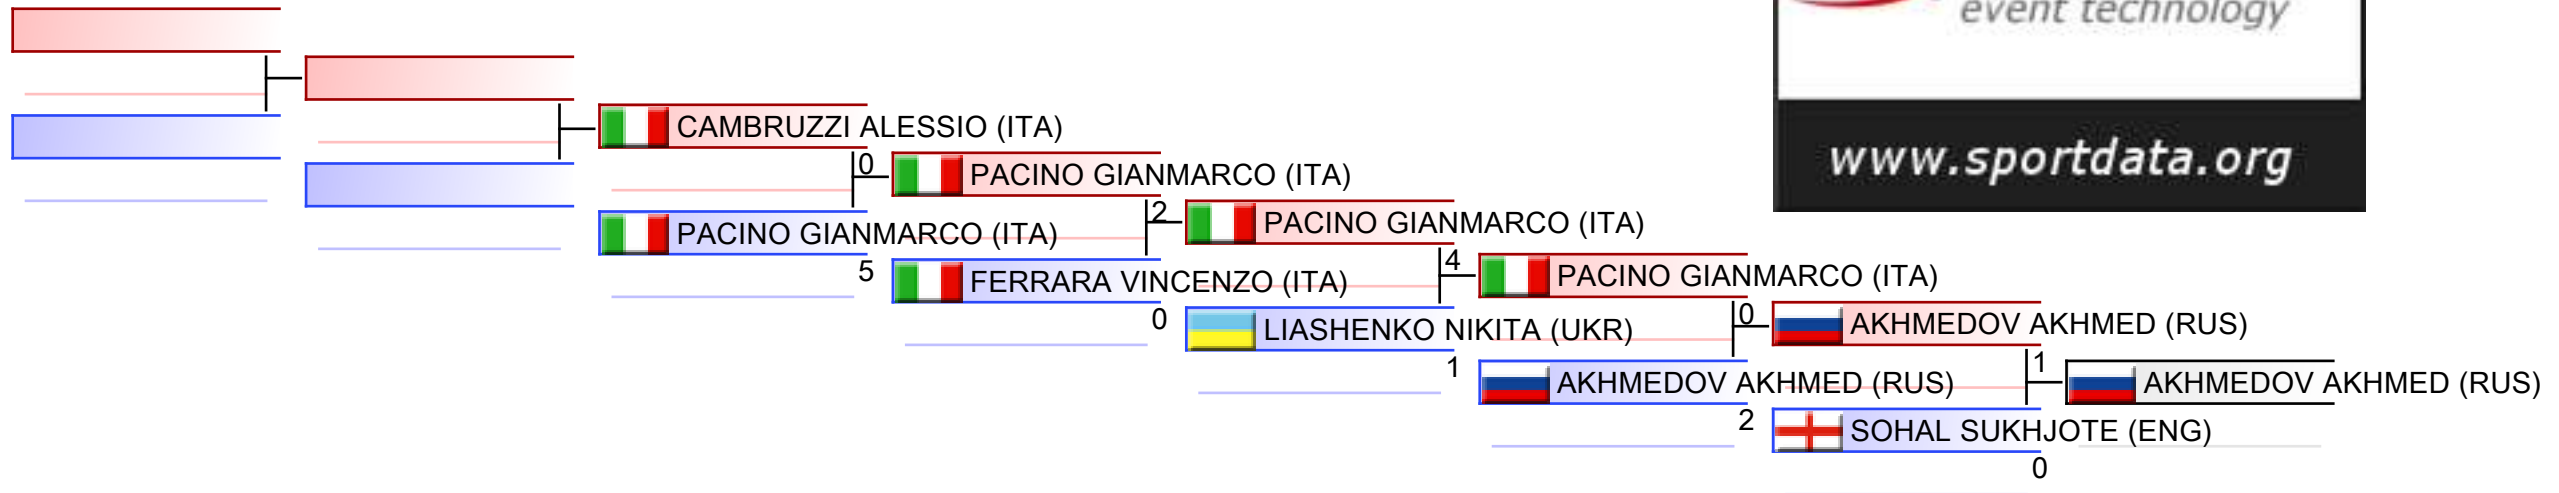 event technology
www.sportdata.org
CAMBRUZZI ALESSIO (ITA)
0
PACINO GIANMARCO (ITA)
5
PACINO GIANMARCO (ITA)
2
FERRARA VINCENZO (ITA)
0
PACINO GIANMARCO (ITA)
4
LIASHENKO NIKITA (UKR)
1
PACINO GIANMARCO (ITA)
0
AKHMEDOV AKHMED (RUS)
2
AKHMEDOV AKHMED (RUS)
1
SOHAL SUKHJOTE (ENG)
0
AKHMEDOV AKHMED (RUS)